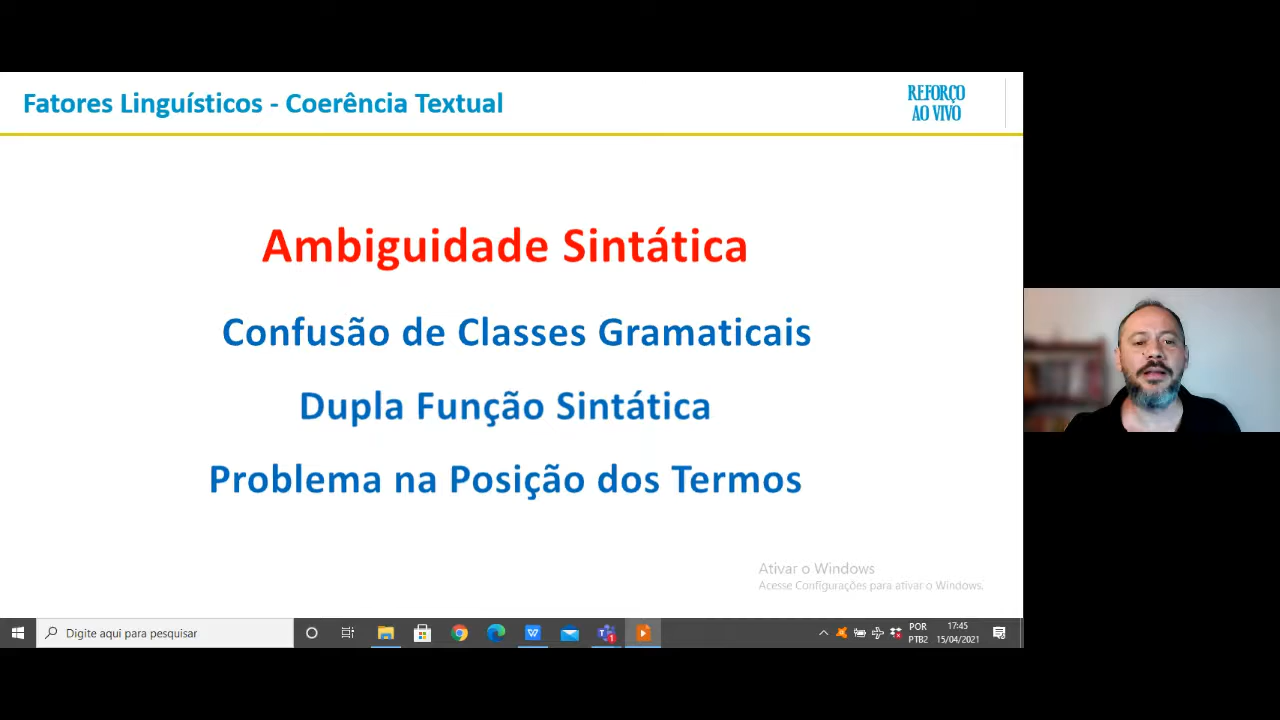 Fatores Linguísticos - Coerência Textual
REFORÇO
AO VIVO
Ambiguidade Sintática
Confusão de Classes Gramaticais
Dupla Função Sintática
Problema na Posição dos Termos
Ativar o Windows
Acesse Configurações para ativar o Windows.
Digite aqui para pesquisar
POR
PTB2
17:45
15/04/2021